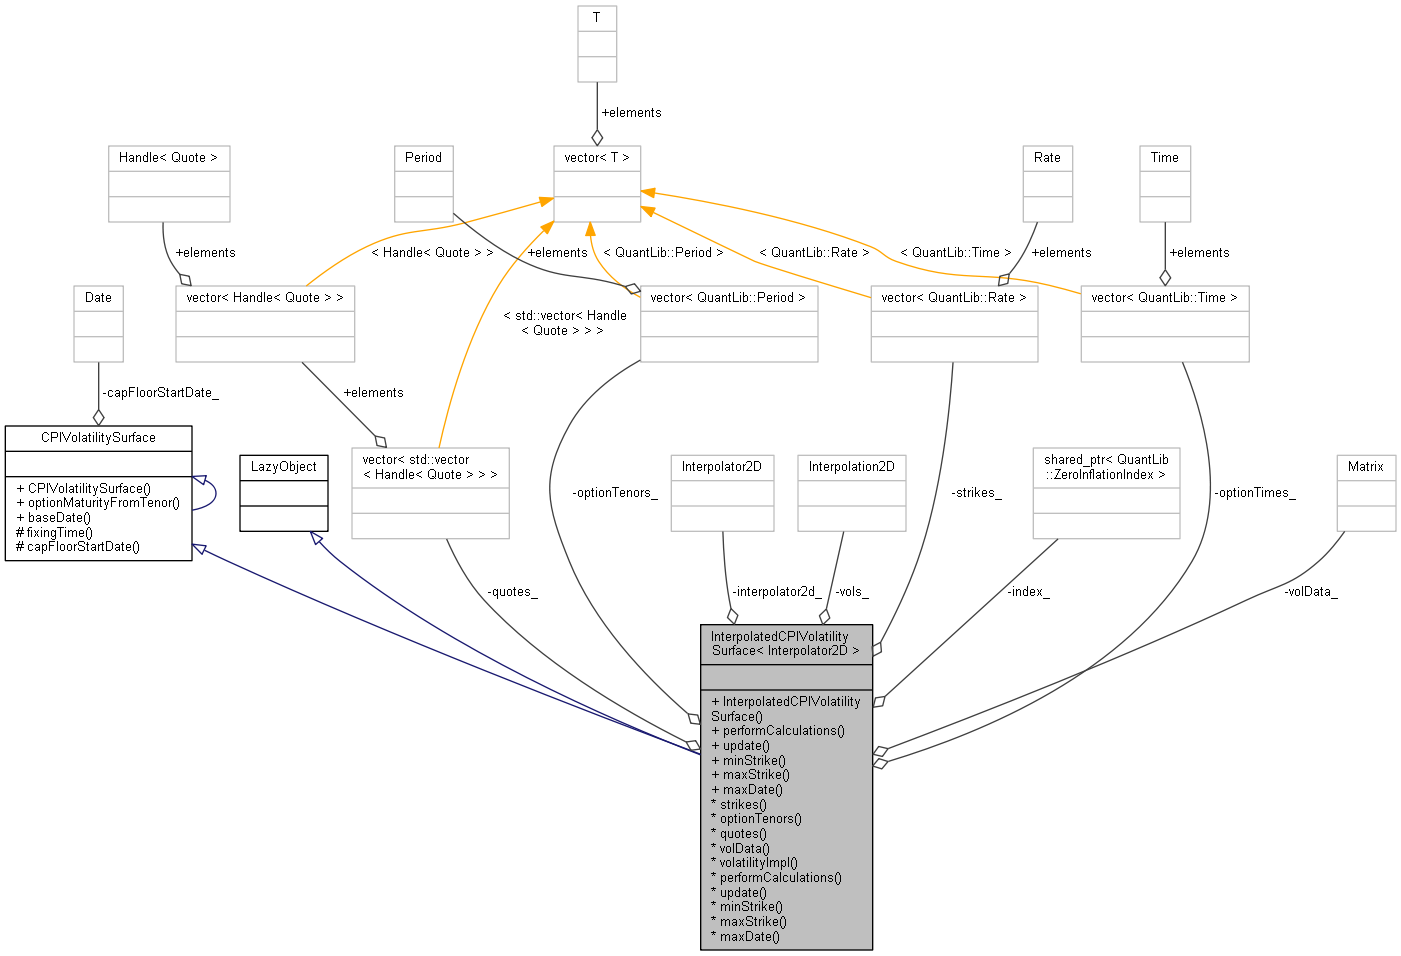 T
+elements
Handle< Quote >
Period
vector< T >
Rate
Time
+elements
< Handle< Quote > >
+elements
< QuantLib::Period >
< QuantLib::Rate >
< QuantLib::Time >
+elements
+elements
Date
vector< Handle< Quote > >
< std::vector< Handle
< Quote > > >
vector< QuantLib::Period >
vector< QuantLib::Rate >
vector< QuantLib::Time >
-capFloorStartDate_
+elements
CPIVolatilitySurface
+ CPIVolatilitySurface()
+ optionMaturityFromTenor()
+ baseDate()
# fixingTime()
# capFloorStartDate()
LazyObject
vector< std::vector
< Handle< Quote > > >
-optionTenors_
Interpolator2D
Interpolation2D
-strikes_
shared_ptr< QuantLib
::ZeroInflationIndex >
-optionTimes_
Matrix
-quotes_
-interpolator2d_
-vols_
-index_
-volData_
InterpolatedCPIVolatility
Surface< Interpolator2D >
+ InterpolatedCPIVolatility
Surface()
+ performCalculations()
+ update()
+ minStrike()
+ maxStrike()
+ maxDate()
* strikes()
* optionTenors()
* quotes()
* volData()
* volatilityImpl()
* performCalculations()
* update()
* minStrike()
* maxStrike()
* maxDate()